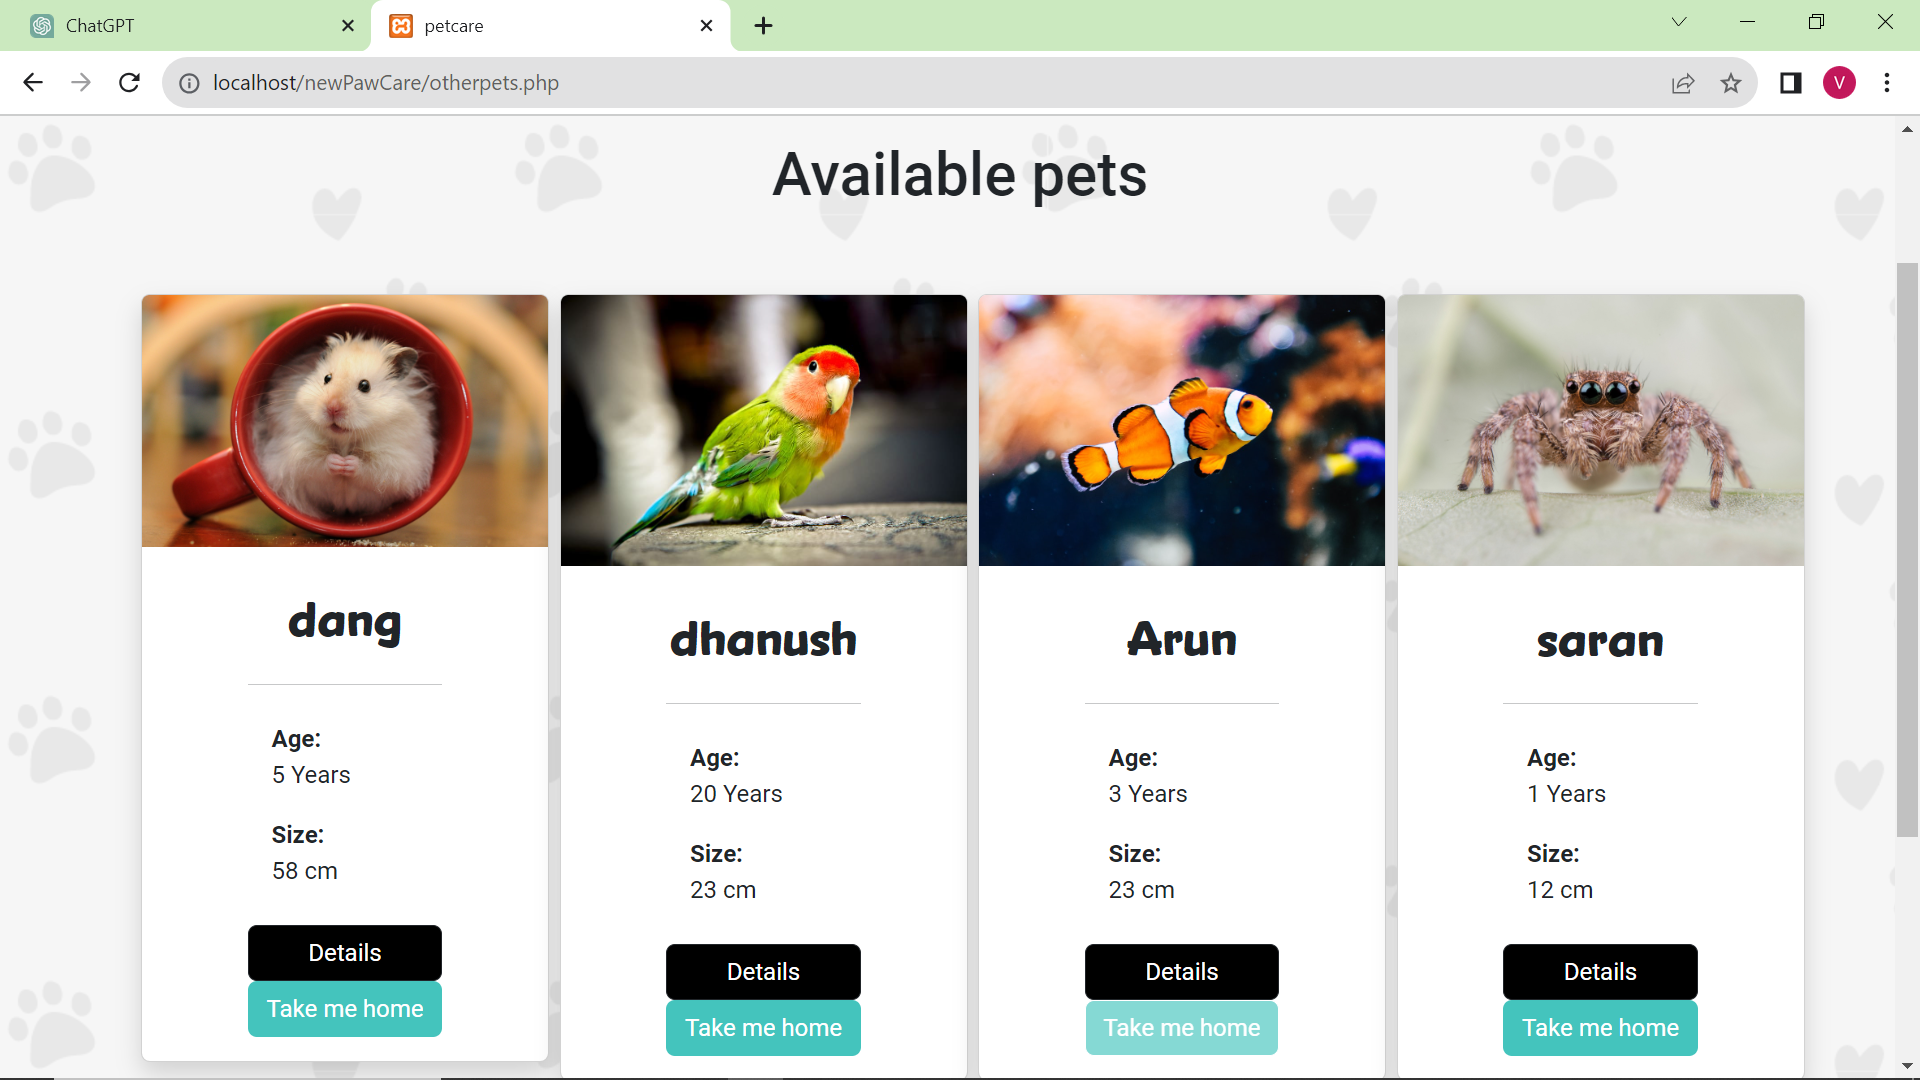 ChatGPT
petcare
localhost/newPawCare/otherpets.php
V
Available pets
dang
Age:
5 Years
Size:
58 cm
Details
Take me home
dhanush
Age:
20 Years
Size:
23 cm
Details
Take me home
Arun
Age:
3 Years
Size:
23 cm
Details
Take me home
saran
Age:
1 Years
Size:
12 cm
Details
Take me home